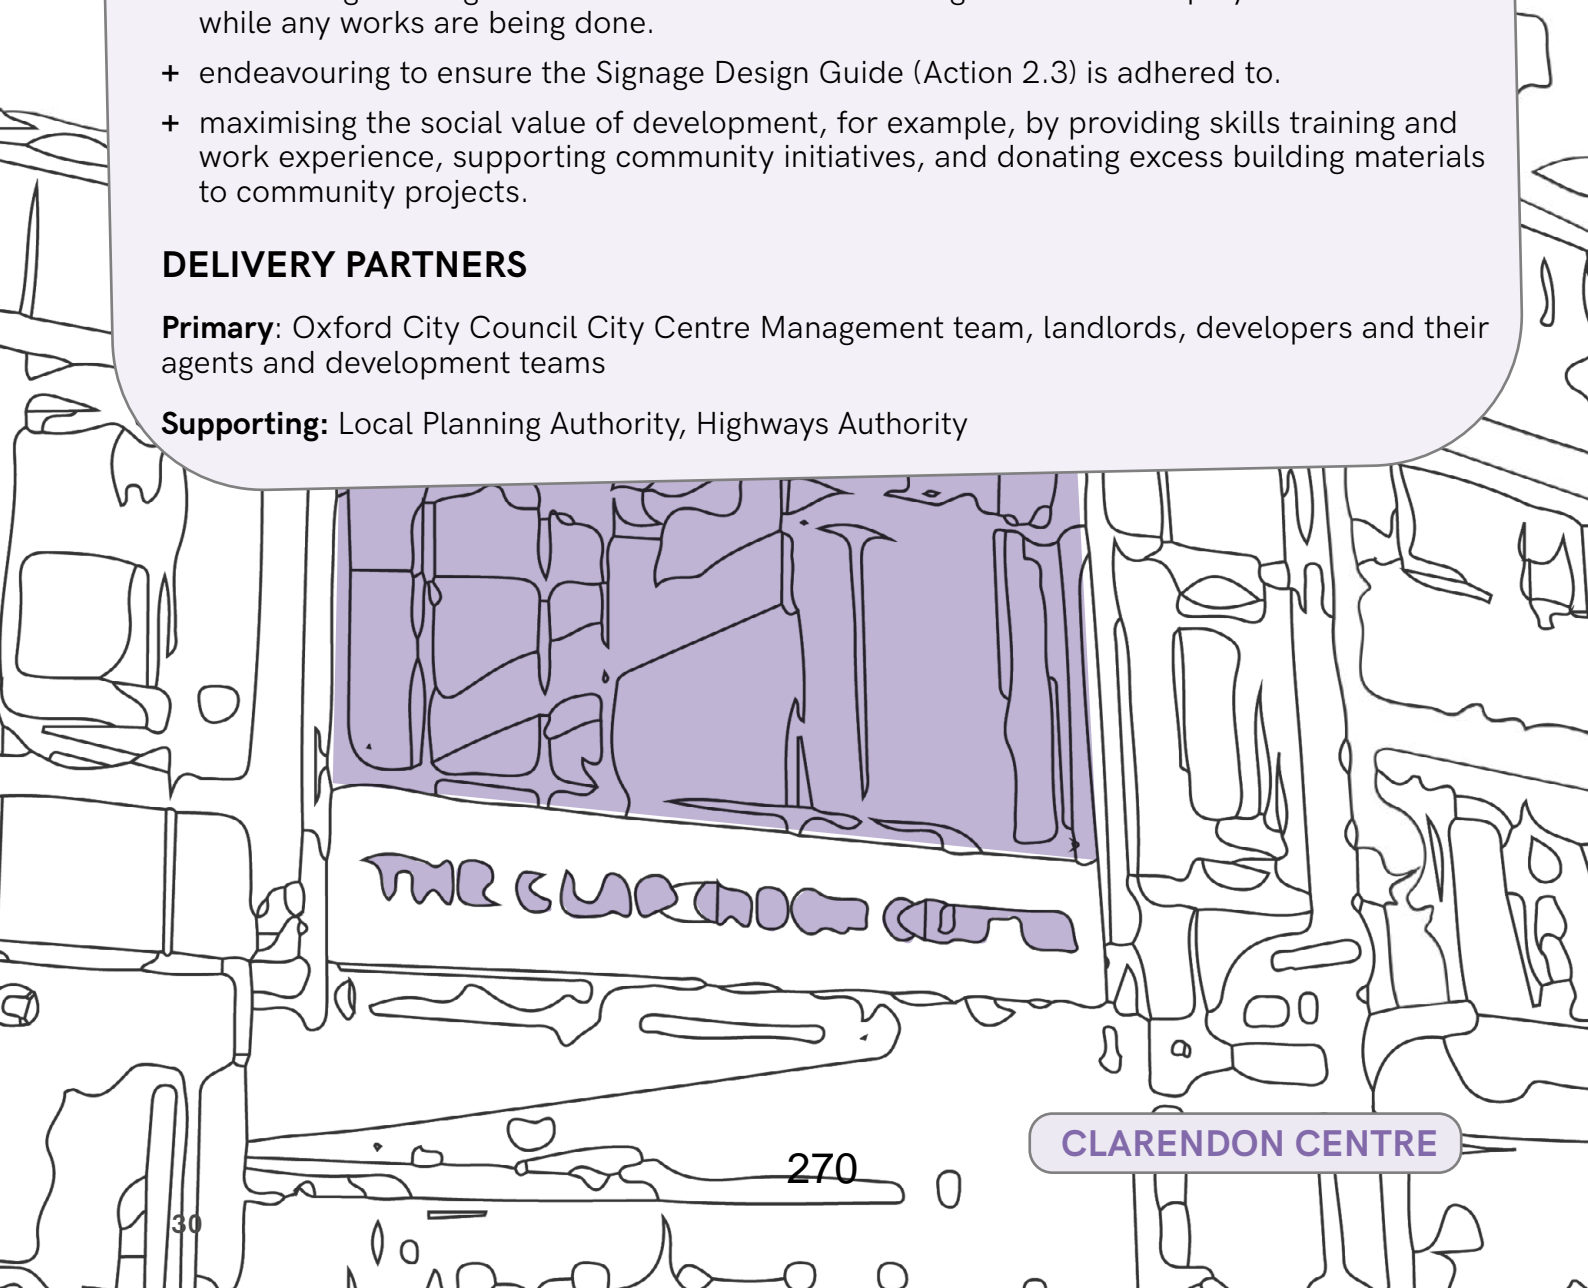 while any works are being done.
+ endeavouring to ensure the Signage Design Guide (Action 2.3) is adhered to.
+ maximising the social value of development, for example, by providing skills training and
work experience, supporting community initiatives, and donating excess building materials
to community projects.
DELIVERY PARTNERS
Primary: Oxford City Council City Centre Management team, landlords, developers and their
agents and development teams
Supporting: Local Planning Authority, Highways Authority
CLARENDON CENTRE
270
30